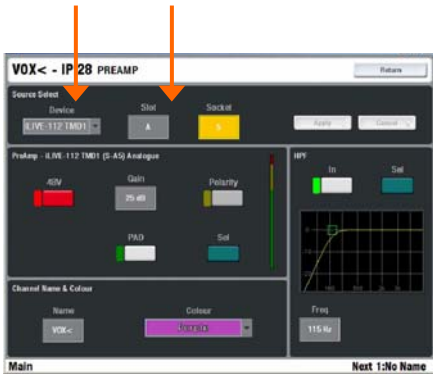 VOX< - IP 28 PREAMP
Return
Source Select
Device
Slot
Socket
iLIVE-112 TMD1
A
5
Apply
Cancel
PreAmp - iLIVE-112 TMD1 (S-A5) Analogue
48V
Gain
Polarity
25 dB
PAD
Sel
HPF
In
Sel
Freq
115 Hz
Channel Name & Colour
Name
Colour
VOX<
Purple
Main
Next 1:No Name